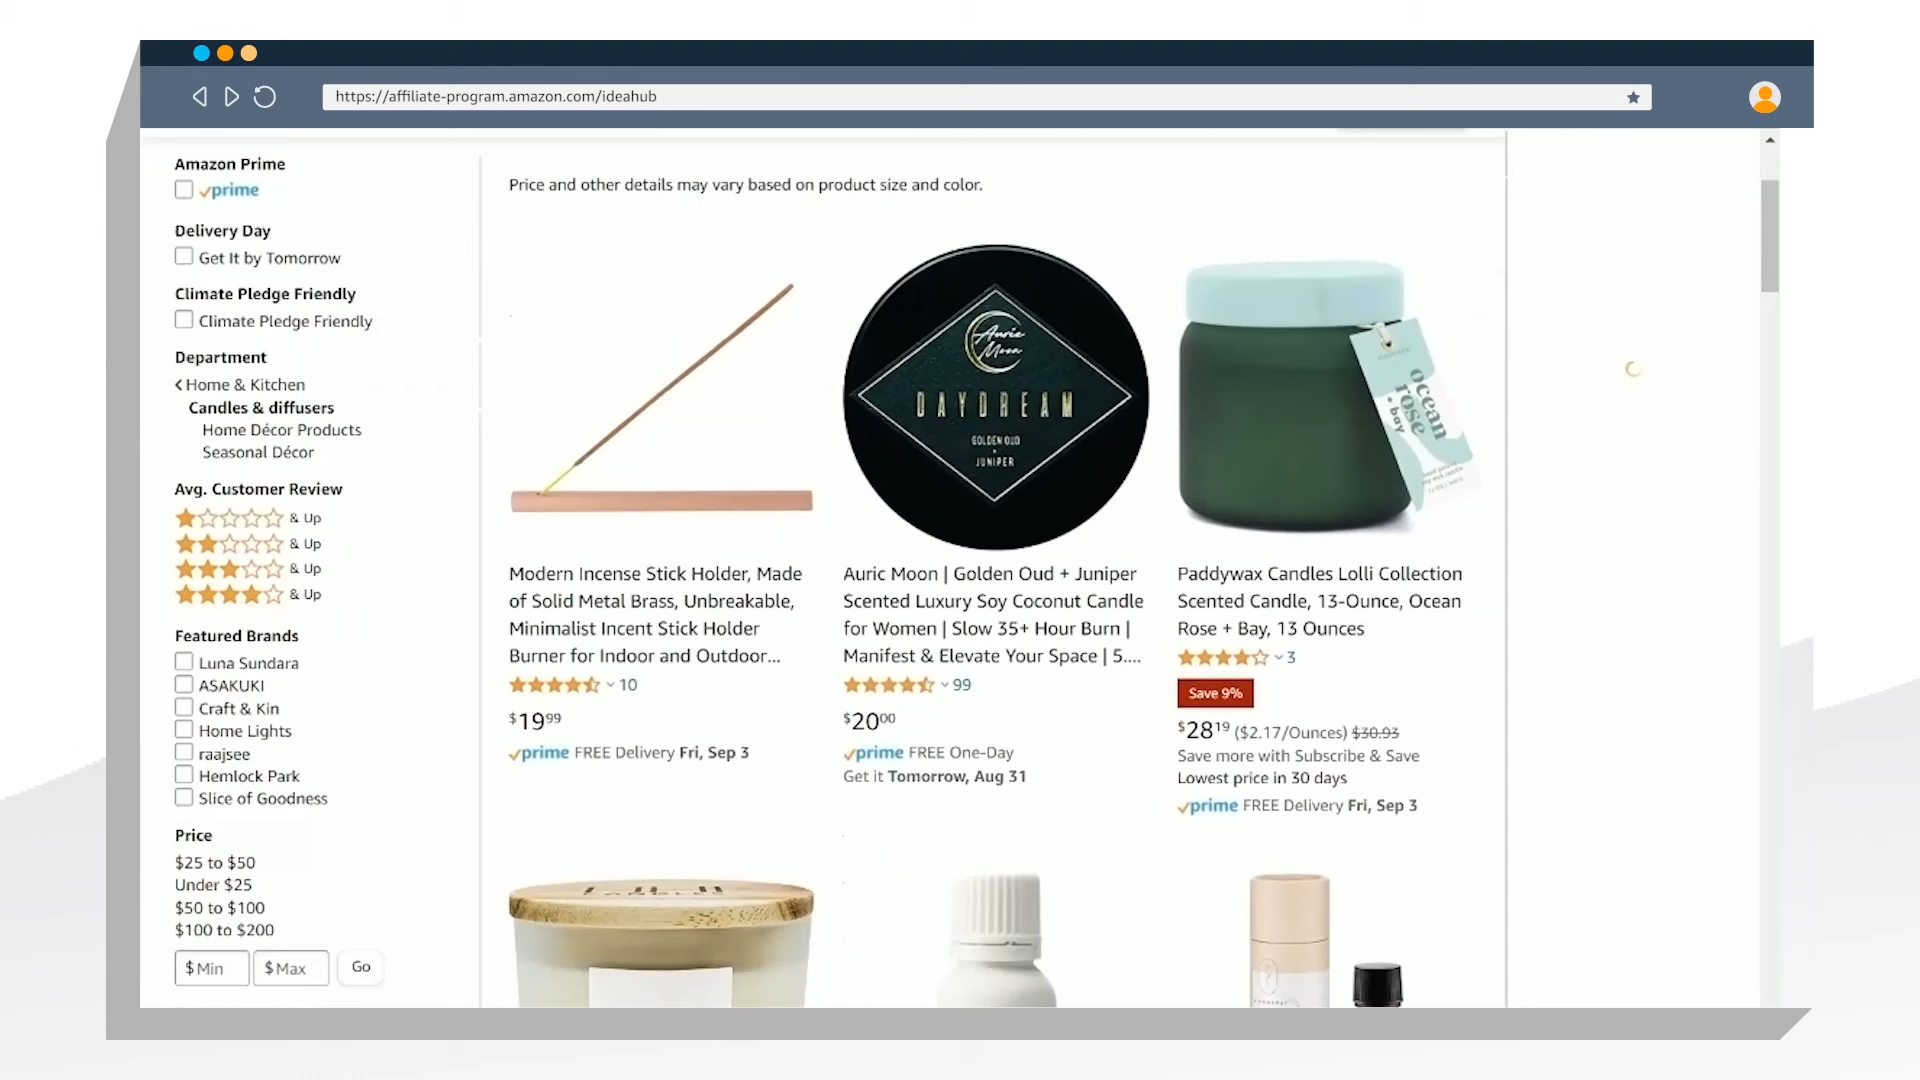 https://affiliate-program.amazon.com/ideahub
Amazon Prime
prime
Delivery Day
Get It by Tomorrow
Climate Pledge Friendly
Climate Pledge Friendly
Department
Home & Kitchen
Candles & diffusers
Home Décor Products
Seasonal Décor
Avg. Customer Review
& Up
& Up
& Up
& Up
Featured Brands
Luna Sundara
ASAKUKI
Craft & Kin
Home Lights
raajsee
Hemlock Park
Slice of Goodness
Price
$25 to $50
Under $25
$50 to $100
$100 to $200
$ Min $ Max Go
Price and other details may vary based on product size and color.
Modern Incense Stick Holder, Made
of Solid Metal Brass, Unbreakable,
Minimalist Incent Stick Holder
Burner for Indoor and Outdoor...
10
$1999
prime FREE Delivery Fri, Sep 3
Auric
Moon
DAYDREAM
GOLDEN OUD
+
JUNIPER
Auric Moon | Golden Oud + Juniper
Scented Luxury Soy Coconut Candle
for Women | Slow 35+ Hour Burn |
Manifest & Elevate Your Space | 5....
99
$2000
prime FREE One-Day
Get it Tomorrow, Aug 31
ocean
rose
+ bay
Paddywax Candles Lolli Collection
Scented Candle, 13-Ounce, Ocean
Rose + Bay, 13 Ounces
3
Save 9%
$2819 ($2.17/Ounces) $30.93
Save more with Subscribe & Save
Lowest price in 30 days
prime FREE Delivery Fri, Sep 3